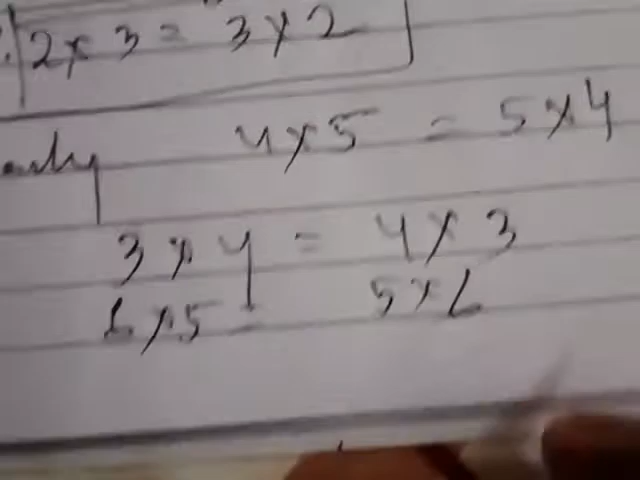 2 × 3 = 3 × 2
4 × 5 = 5 × 4
3 × 4 = 4 × 3
6 × 5 = 5 × 6